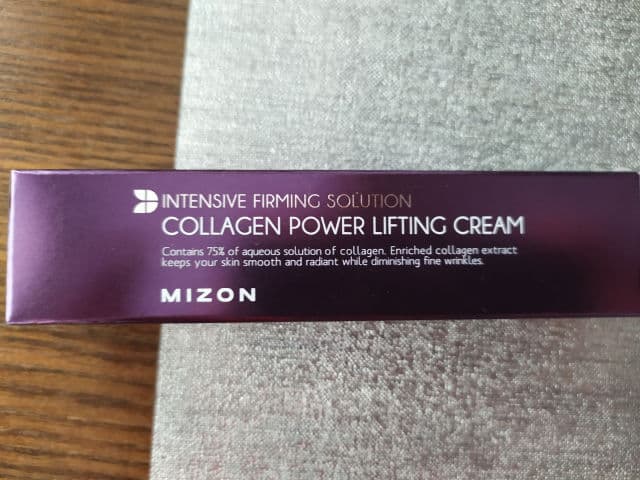 INTENSIVE FIRMING SOLUTION
COLLAGEN POWER LIFTING CREAM
Contains 75% of aqueous solution of collagen. Enriched collagen extract
keeps your skin smooth and radiant while diminishing fine wrinkles.
MIZON